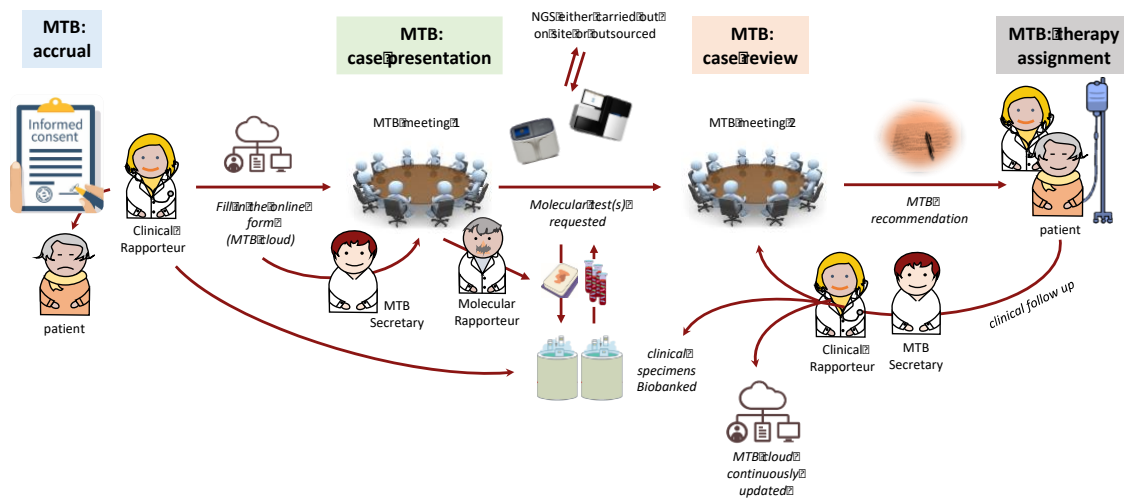 MTB:
accrual
MTB:
case presentation
NGS either carried out
on site or outsourced
MTB:
case review
MTB: therapy
assignment
Informed
consent
MTB meeting 1
MTB meeting 2
Clinical
Rapporteur
Fill in the online
form
(MTB cloud)
Molecular test(s)
requested
MTB
recommendation
patient
patient
MTB
Secretary
Molecular
Rapporteur
clinical
specimens
Biobanked
Clinical
Rapporteur
MTB
Secretary
clinical follow up
MTB cloud
continuously
updated